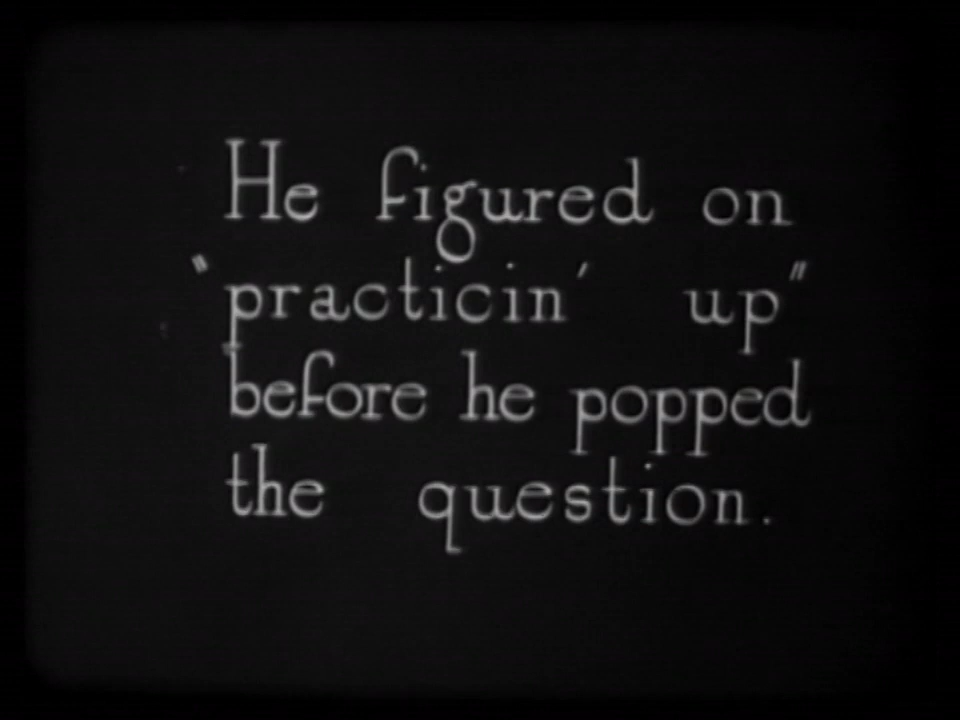 He figured on
"practicin' up"
before he popped
the question.